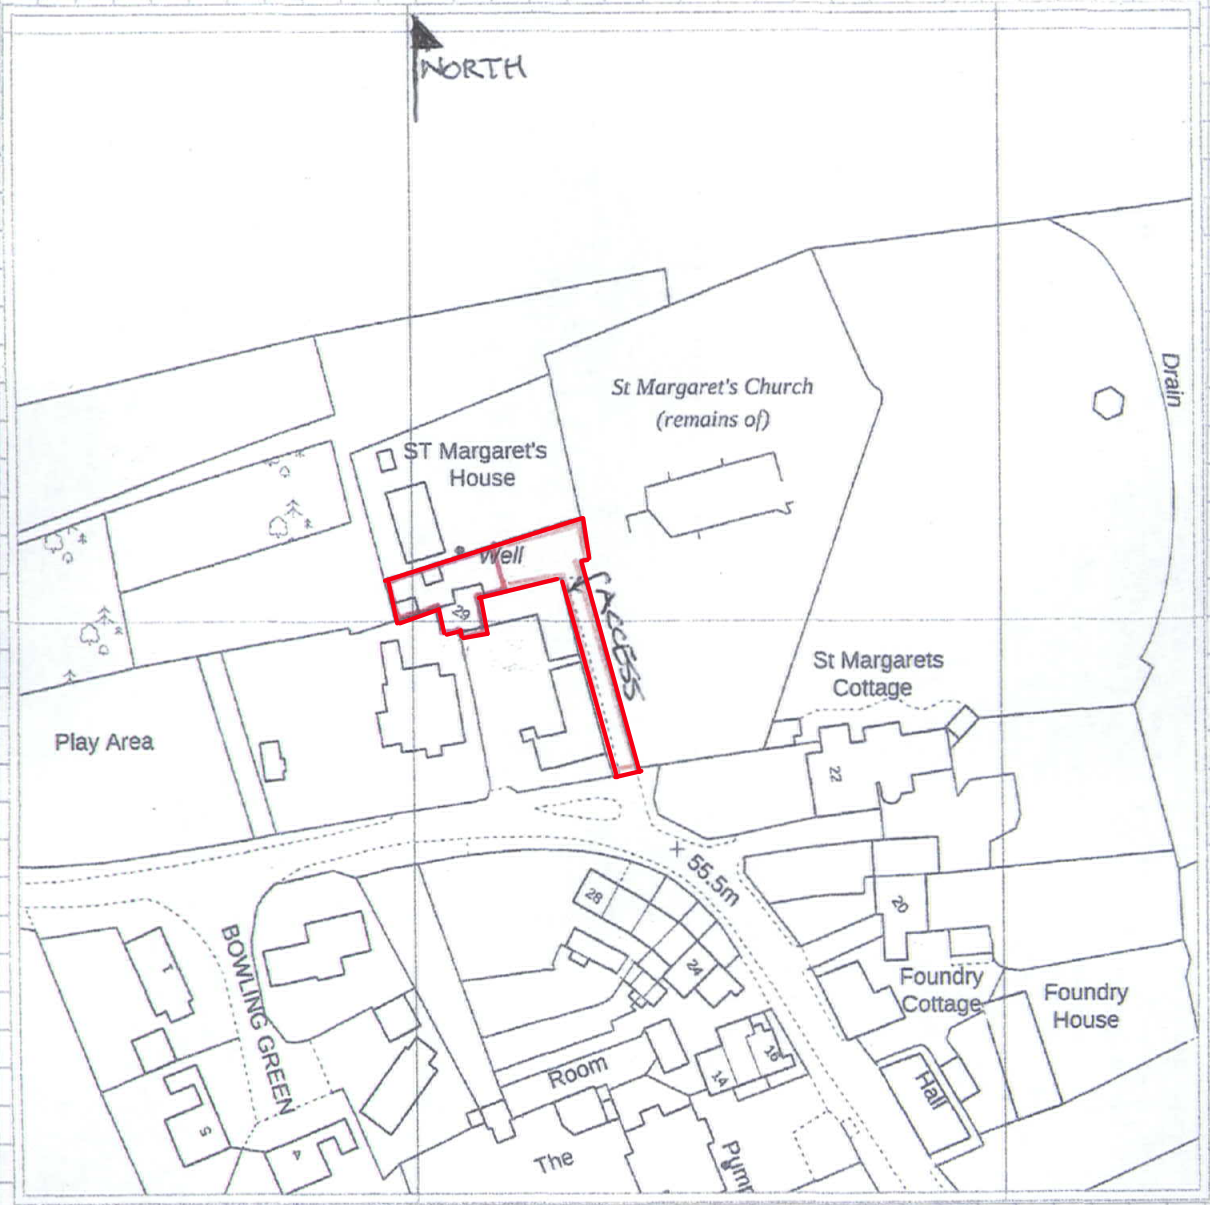 NORTH
St Margaret's Church
(remains of)
Drain
ST Margaret's
House
Well
29
ACCESS
St Margarets
Cottage
22
Play Area
55.5m
28
20
24
BOWLING GREEN
1
Foundry
Cottage
Foundry
House
16
14
Room
Hall
5
4
The
Pump